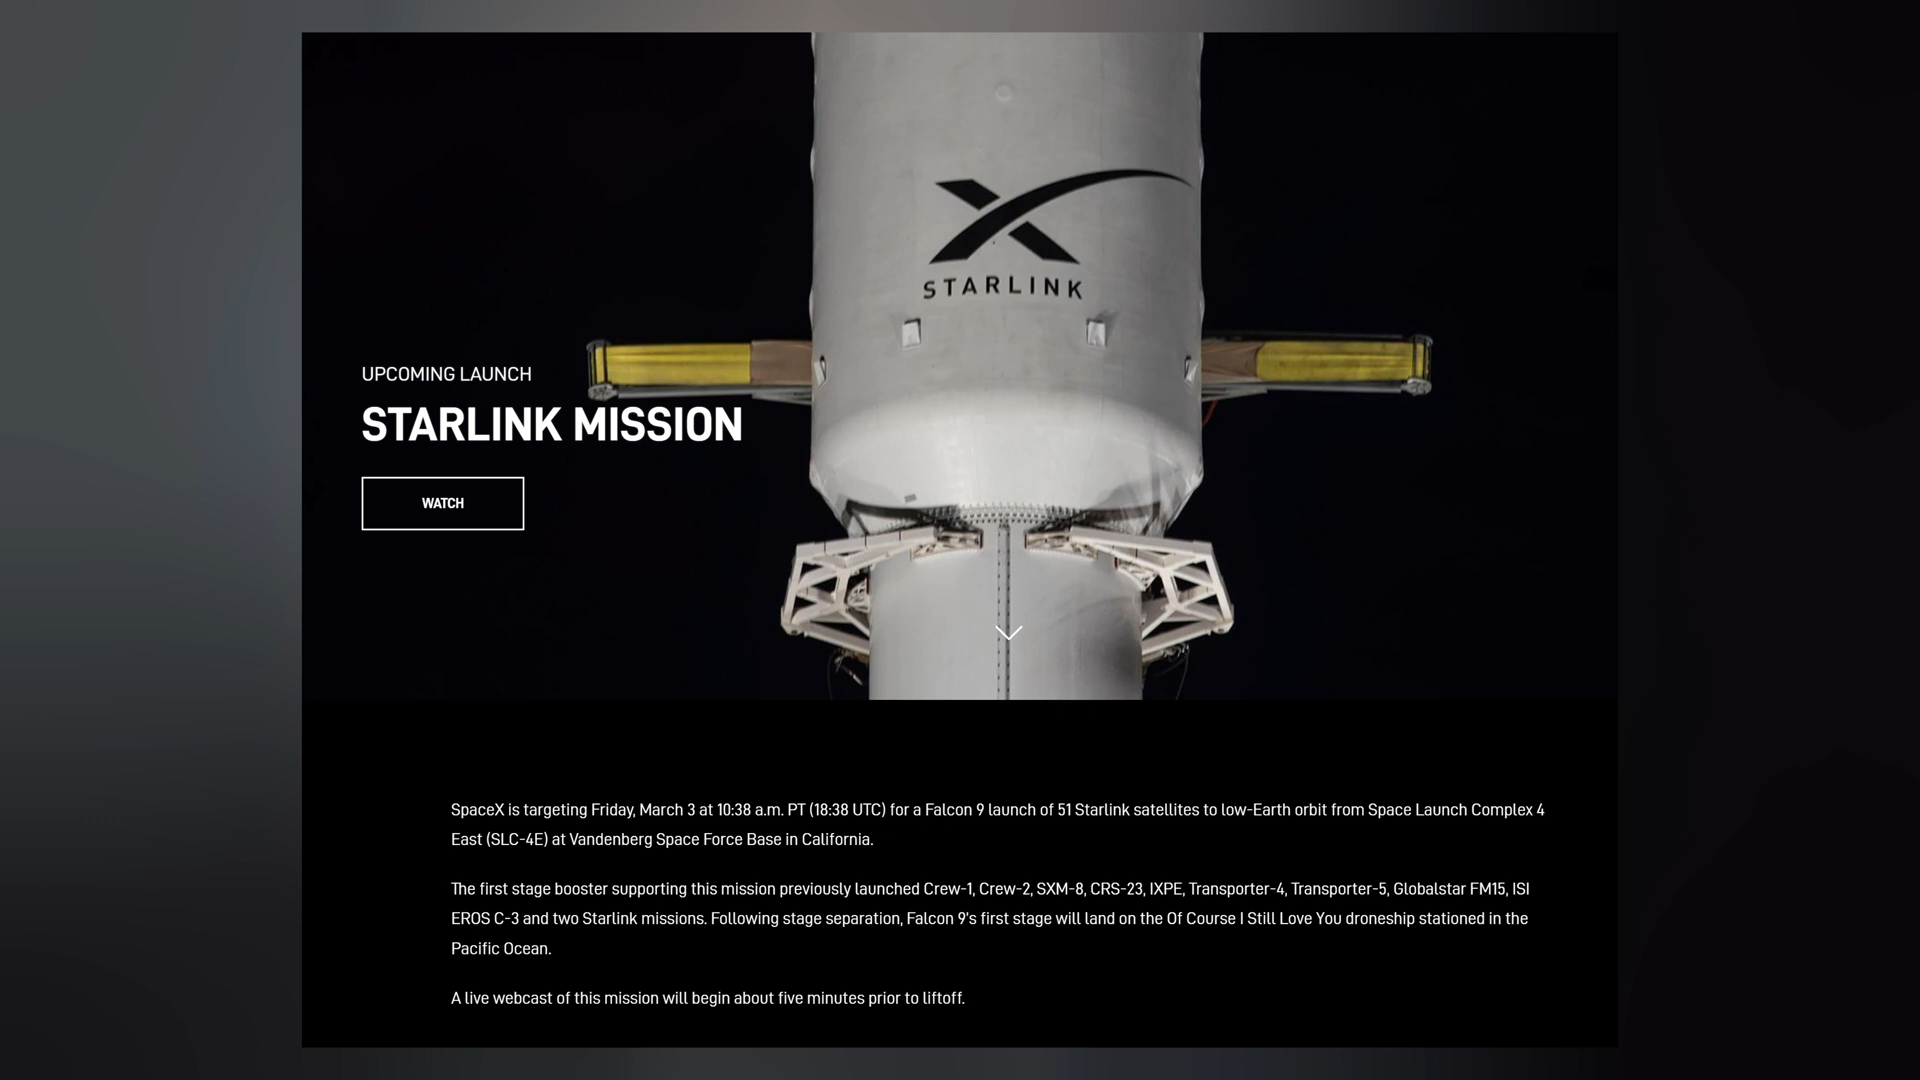 STARLINK
UPCOMING LAUNCH
STARLINK MISSION
WATCH
SpaceX is targeting Friday, March 3 at 10:38 a.m. PT (18:38 UTC) for a Falcon 9 launch of 51 Starlink satellites to low-Earth orbit from Space Launch Complex 4
East (SLC-4E) at Vandenberg Space Force Base in California.
The first stage booster supporting this mission previously launched Crew-1, Crew-2, SXM-8, CRS-23, IXPE, Transporter-4, Transporter-5, Globalstar FM15, ISI
EROS C-3 and two Starlink missions. Following stage separation, Falcon 9's first stage will land on the Of Course I Still Love You droneship stationed in the
Pacific Ocean.
A live webcast of this mission will begin about five minutes prior to liftoff.